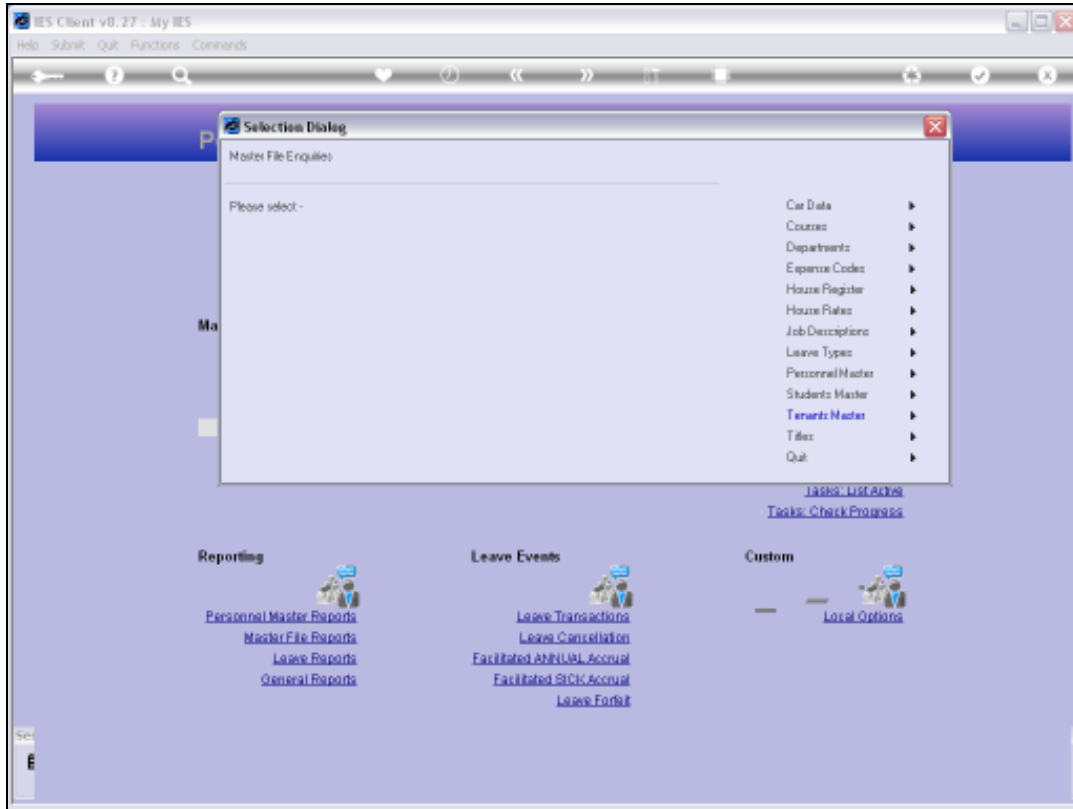 IES Client v8.27 : My IES
Help Submit Quit Functions Commands
Selection Dialog
Master File Enquiries
Please select -
Car Data
Courses
Departments
Expense Codes
House Register
House Rates
Job Descriptions
Leave Types
Personnel Master
Students Master
Tenants Master
Titles
Quit
Ma
Tasks: List Active
Tasks: Check Progress
Reporting
Personnel Master Reports
Master File Reports
Leave Reports
General Reports
Leave Events
Leave Transactions
Leave Cancellation
Facilitated ANNUAL Accrual
Facilitated SICK Accrual
Leave Forfeit
Custom
Local Options